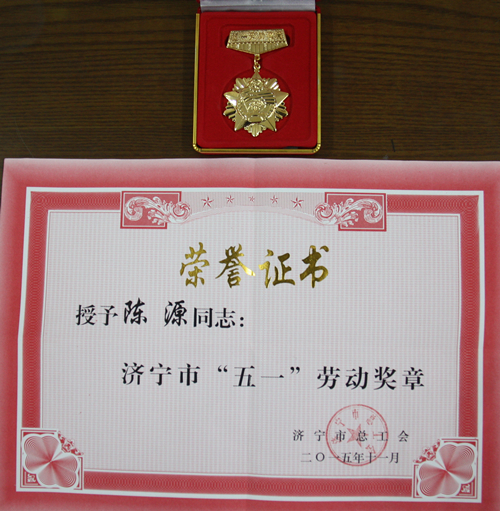 荣誉证书
授予陈源同志：
济宁市“五一”劳动奖章
济宁市总工会
二〇一五年十一月